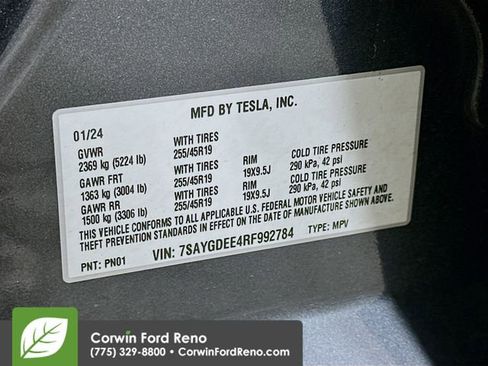 MFD BY TESLA, INC.
01/24
GVWR WITH TIRES
2369 kg (5224 lb) 255/45R19 RIM COLD TIRE PRESSURE
GAWR FRT WITH TIRES 19X9.5J 290 kPa, 42 psi
1363 kg (3004 lb) 255/45R19
GAWR RR WITH TIRES RIM COLD TIRE PRESSURE
1500 kg (3306 lb) 255/45R19 19X9.5J 290 kPa, 42 psi
THIS VEHICLE CONFORMS TO ALL APPLICABLE U.S. FEDERAL MOTOR VEHICLE SAFETY AND
THEFT PREVENTION STANDARDS IN EFFECT ON THE DATE OF MANUFACTURE SHOWN ABOVE.
PNT: PN01 VIN: 7SAYGDEE4RF992784 TYPE: MPV
Corwin Ford Reno
(775) 329-8800 • CorwinFordReno.com